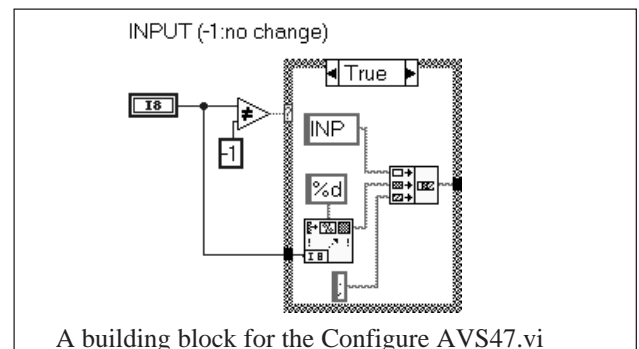 INPUT (-1:no change)
True
I8
≠
-1
?
INP
%d
%
! !
I8
;
A building block for the Configure AVS47.vi